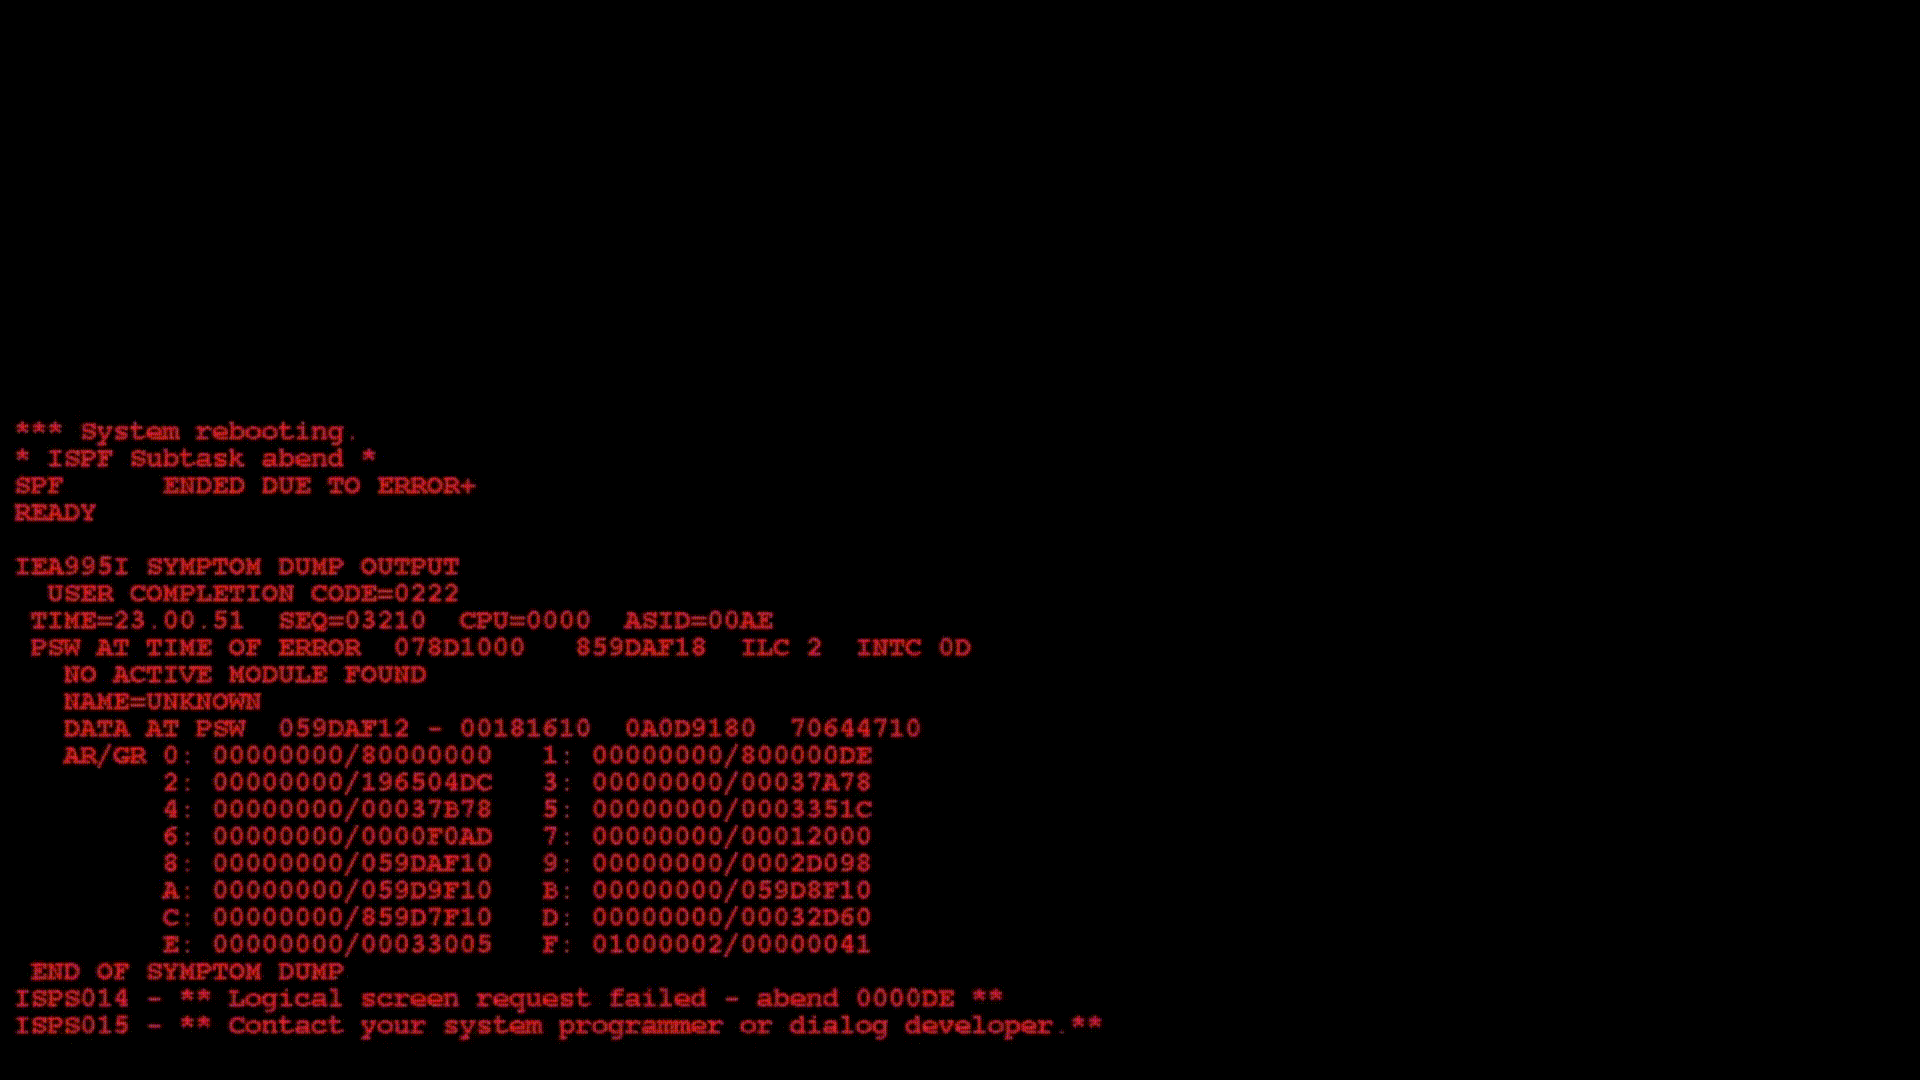 *** System rebooting.
* ISPF Subtask abend *
SPF      ENDED DUE TO ERROR+
READY

IEA995I SYMPTOM DUMP OUTPUT
  USER COMPLETION CODE=0222
 TIME=23.00.51  SEQ=03210  CPU=0000  ASID=00AE
 PSW AT TIME OF ERROR  078D1000   859DAF18  ILC 2  INTC 0D
   NO ACTIVE MODULE FOUND
   NAME=UNKNOWN
   DATA AT PSW  059DAF12 - 00181610  0A0D9180  70644710
   AR/GR 0: 00000000/80000000   1: 00000000/800000DE
         2: 00000000/196504DC   3: 00000000/00037A78
         4: 00000000/00037B78   5: 00000000/0003351C
         6: 00000000/0000F0AD   7: 00000000/00012000
         8: 00000000/059DAF10   9: 00000000/0002D098
         A: 00000000/059D9F10   B: 00000000/059D8F10
         C: 00000000/859D7F10   D: 00000000/00032D60
         E: 00000000/00033005   F: 01000002/00000041
 END OF SYMPTOM DUMP
ISPS014 - ** Logical screen request failed - abend 0000DE **
ISPS015 - ** Contact your system programmer or dialog developer.**